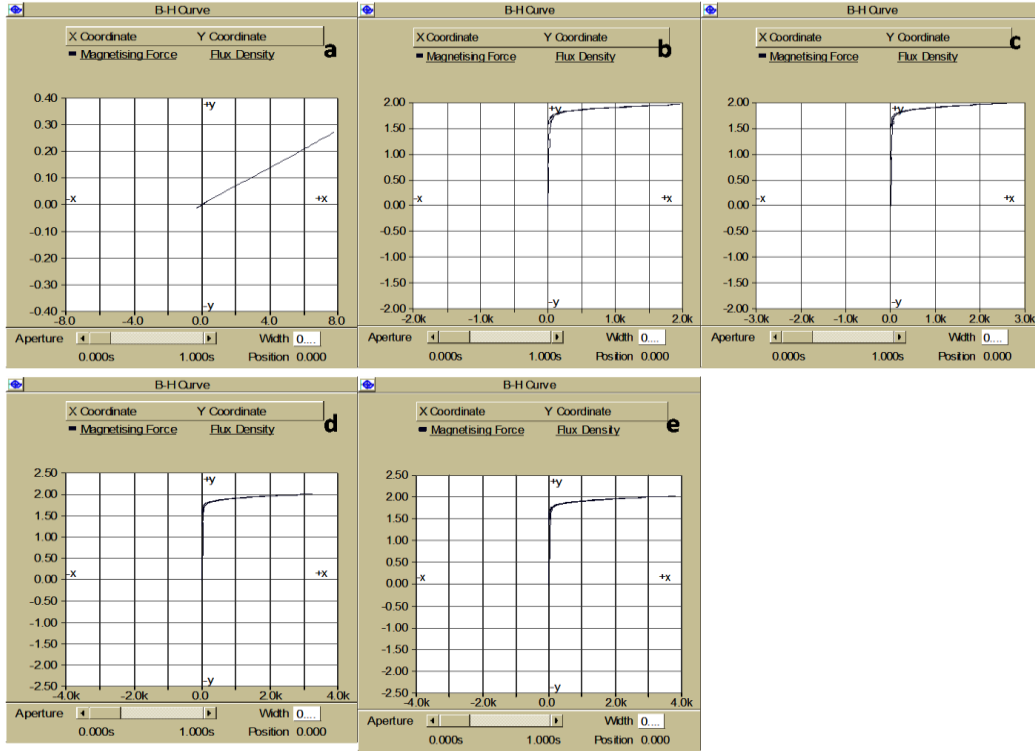 B-H Curve
X Coordinate Y Coordinate a
Magnetising Force Flux Density
0.40
+y
0.30
0.20
0.10
0.00
-x +x
-0.10
-0.20
-0.30
-0.40
-y
-8.0 -4.0 0.0 4.0 8.0
Aperture Width 0....
0.000s 1.000s Position 0.000
B-H Curve
X Coordinate Y Coordinate b
Magnetising Force Flux Density
2.00
+y
1.50
1.00
0.50
0.00
-x +x
-0.50
-1.00
-1.50
-2.00
-y
-2.0k -1.0k 0.0 1.0k 2.0k
Aperture Width 0....
0.000s 1.000s Position 0.000
B-H Curve
X Coordinate Y Coordinate c
Magnetising Force Flux Density
2.00
+y
1.50
1.00
0.50
0.00
-x +x
-0.50
-1.00
-1.50
-2.00
-y
-3.0k -2.0k -1.0k 0.0 1.0k 2.0k 3.0k
Aperture Width 0....
0.000s 1.000s Position 0.000
B-H Curve
X Coordinate Y Coordinate d
Magnetising Force Flux Density
2.50
+y
2.00
1.50
1.00
0.50
0.00
-x +x
-0.50
-1.00
-1.50
-2.00
-2.50
-y
-4.0k -2.0k 0.0 2.0k 4.0k
Aperture Width 0....
0.000s 1.000s Position 0.000
B-H Curve
X Coordinate Y Coordinate e
Magnetising Force Flux Density
2.50
+y
2.00
1.50
1.00
0.50
0.00
-x +x
-0.50
-1.00
-1.50
-2.00
-2.50
-y
-4.0k -2.0k 0.0 2.0k 4.0k
Aperture Width 0....
0.000s 1.000s Position 0.000